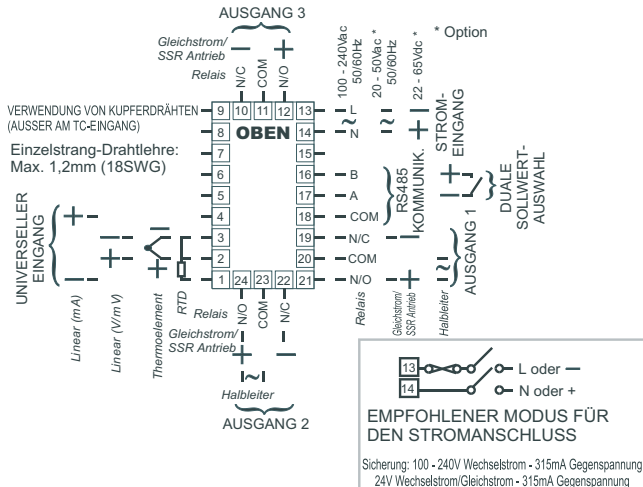 AUSGANG 3
Gleichstrom/
SSR Antrieb
Relais
N/C
COM
N/O
100 - 240Vac
50/60Hz
20 - 50Vac *
50/60Hz
22 - 65Vdc *
* Option
VERWENDUNG VON KUPFERDRÄHTEN
(AUSSER AM TC-EINGANG)
Einzelstrang-Drahtlehre:
Max. 1,2mm (18SWG)
9 10 11 12 13 L
8 OBEN 14 N
7 15
6 16 B
5 17 A
4 18 COM
3 19 N/C
2 20 COM
1 24 23 22 21 N/O
STROM-
EINGANG
RS485
KOMMUNIK.
DUALE
SOLLWERT-
AUSWAHL
AUSGANG 1
Relais
Gleichstrom/
SSR Antrieb
Halbleiter
UNIVERSELLER
EINGANG
Linear (mA)
Linear (V/mV)
Thermoelement
RTD
Relais
N/O
COM
N/C
Gleichstrom/
SSR Antrieb
Halbleiter
AUSGANG 2
13 L oder —
14 N oder +
EMPFOHLENER MODUS FÜR
DEN STROMANSCHLUSS
Sicherung: 100 - 240V Wechselstrom - 315mA Gegenspannung
24V Wechselstrom/Gleichstrom - 315mA Gegenspannung